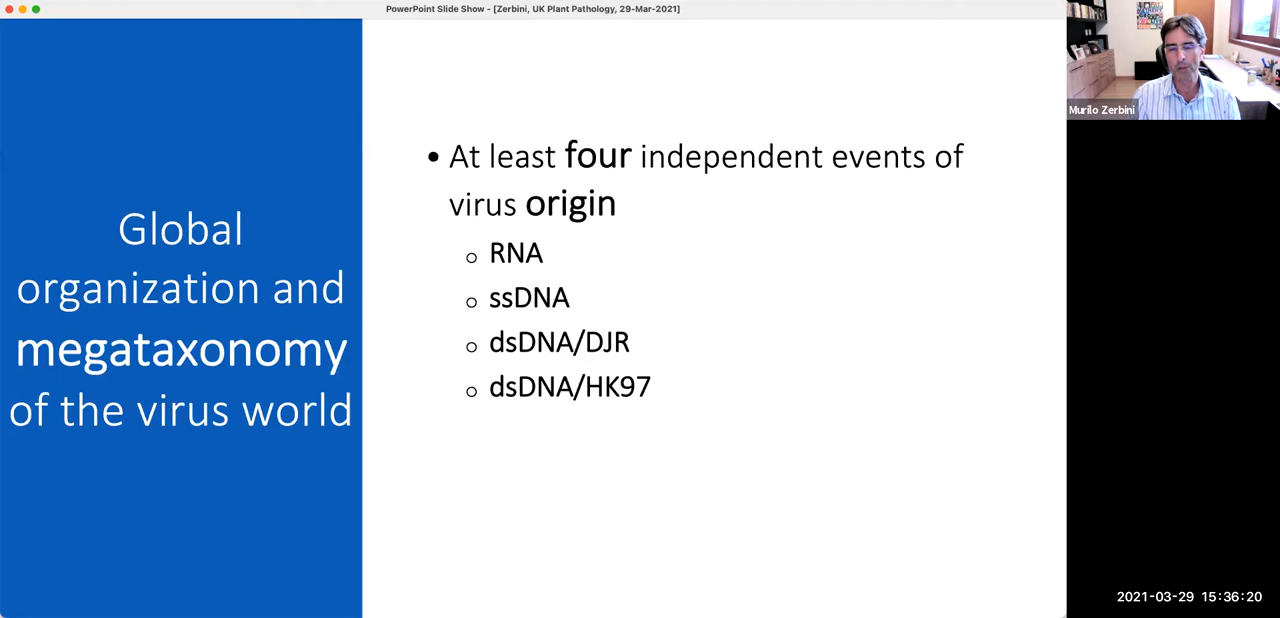 PowerPoint Slide Show - [Zerbini, UK Plant Pathology, 29-Mar-2021]
Global
organization and
megataxonomy
of the virus world
• At least four independent events of
virus origin
o RNA
o ssDNA
o dsDNA/DJR
o dsDNA/HK97
Murilo Zerbini
2021-03-29 15:36:20